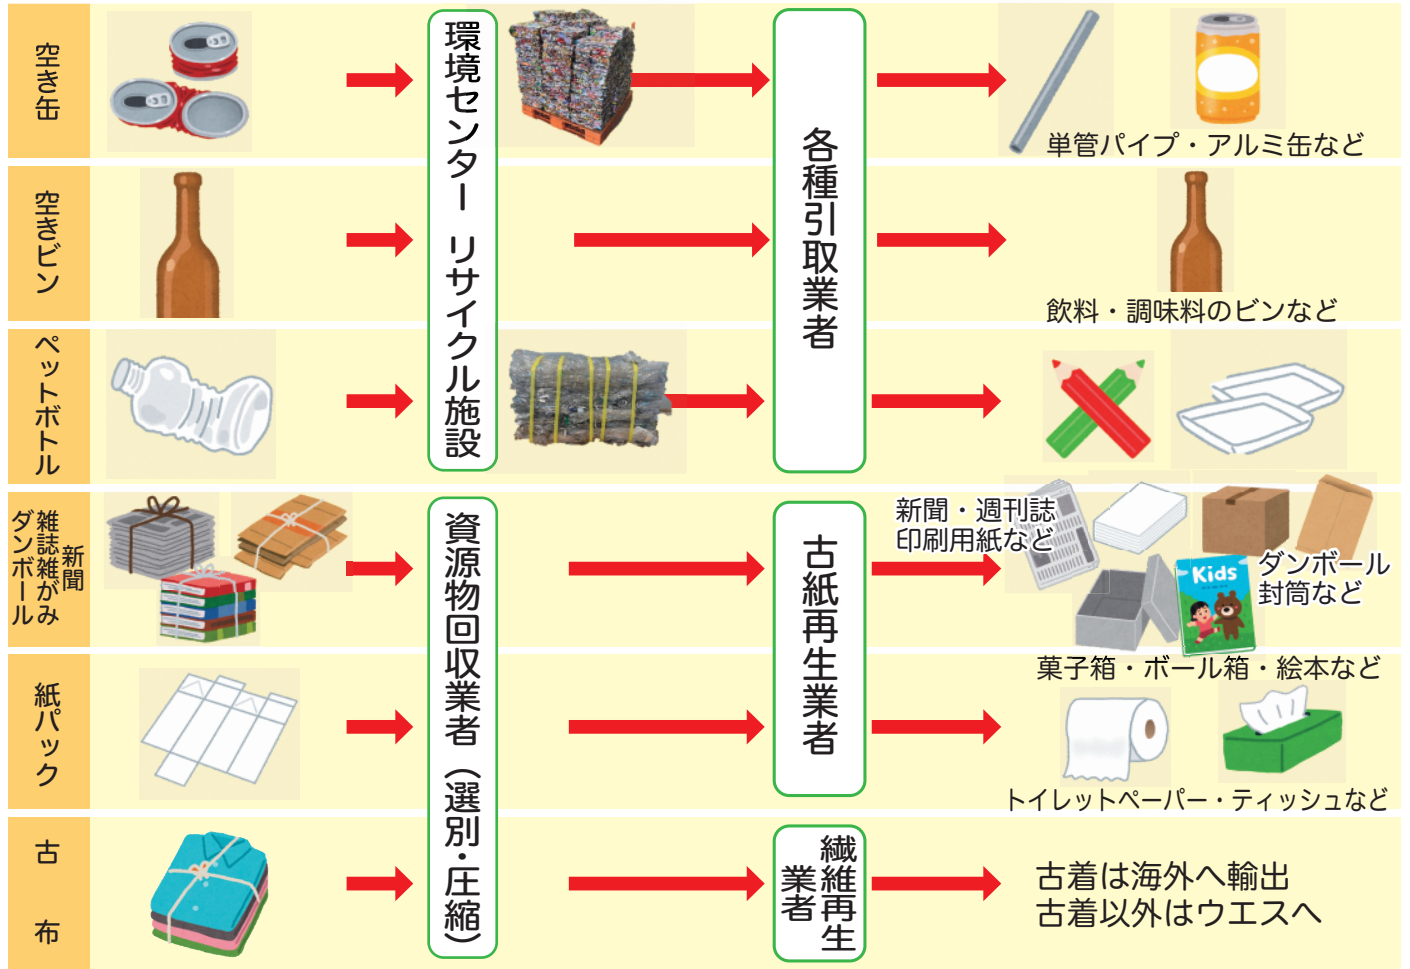 空き缶
環境センター リサイクル施設
各種引取業者
単管パイプ・アルミ缶など
空きビン
飲料・調味料のビンなど
ペットボトル
新聞
雑誌雑がみ
ダンボール
資源物回収業者（選別・圧縮）
古紙再生業者
新聞・週刊誌
印刷用紙など
Kids
ダンボール
封筒など
菓子箱・ボール箱・絵本など
紙パック
トイレットペーパー・ティッシュなど
古布
繊維再生
業者
古着は海外へ輸出
古着以外はウエスへ